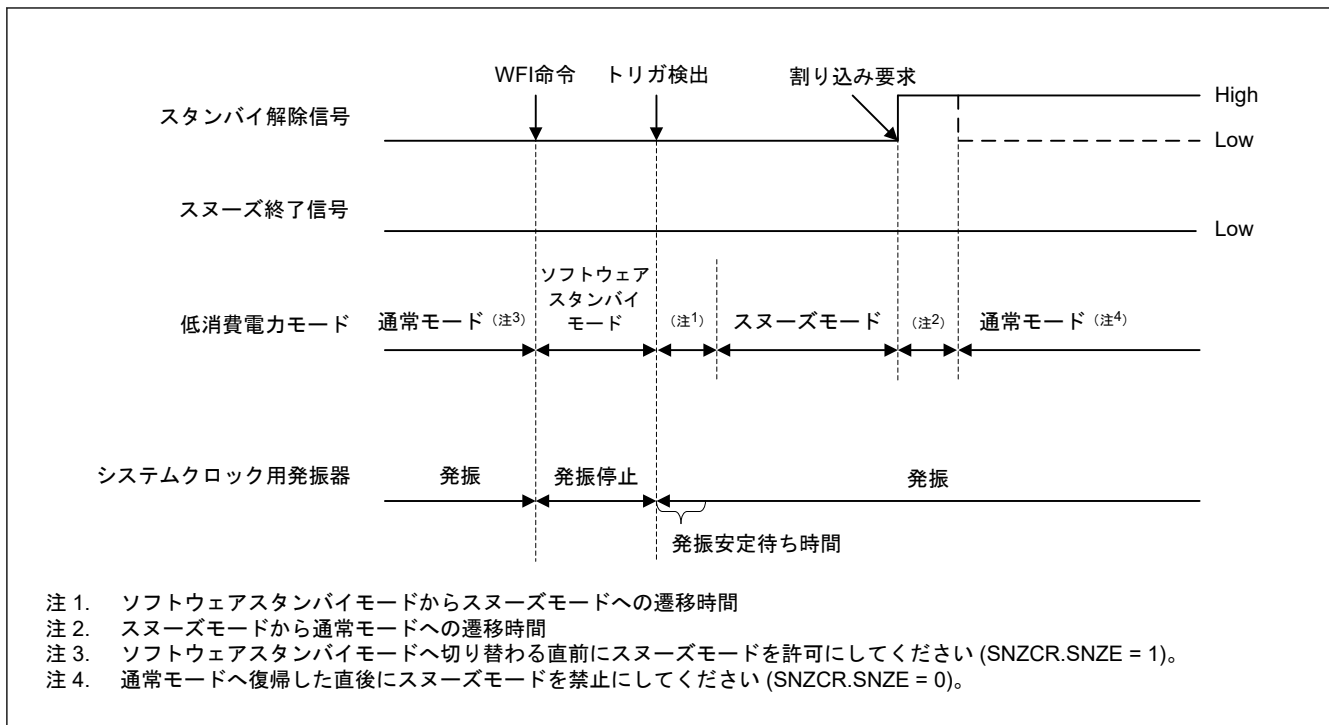 WFI命令 トリガ検出 割り込み要求
スタンバイ解除信号
High
Low
スヌーズ終了信号
Low
低消費電力モード
通常モード（注3）
ソフトウェア
スタンバイ
モード
（注1）
スヌーズモード
（注2）
通常モード（注4）
システムクロック用発振器
発振 発振停止 発振
発振安定待ち時間
注 1. ソフトウェアスタンバイモードからスヌーズモードへの遷移時間
注 2. スヌーズモードから通常モードへの遷移時間
注 3. ソフトウェアスタンバイモードへ切り替わる直前にスヌーズモードを許可にしてください (SNZCR.SNZE = 1)。
注 4. 通常モードへ復帰した直後にスヌーズモードを禁止にしてください (SNZCR.SNZE = 0)。